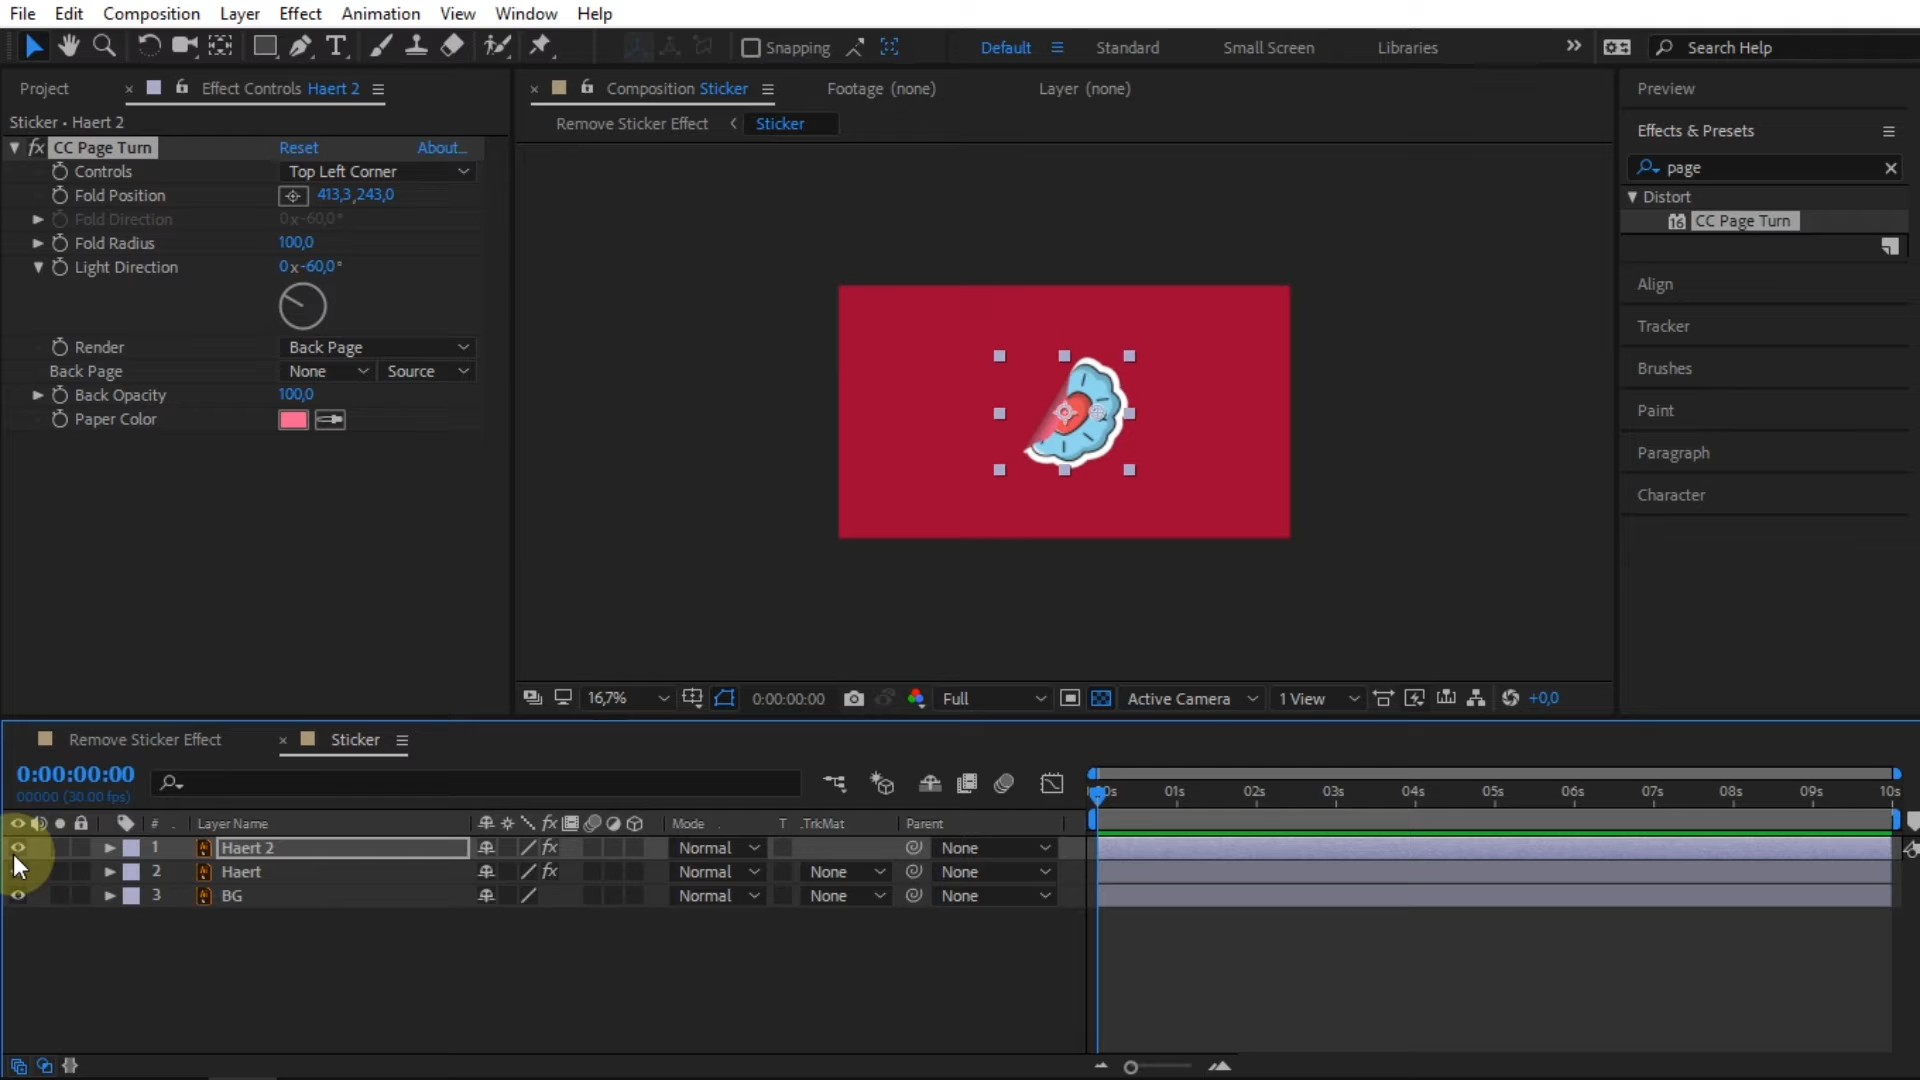 File Edit Composition Layer Effect Animation View Window Help
Snapping Default Standard Small Screen Libraries Search Help
Project Effect Controls Haert 2 Composition Sticker Footage (none) Layer (none) Preview
Sticker • Haert 2 Remove Sticker Effect Sticker Effects & Presets
fx CC Page Turn Reset About...
page
Controls Top Left Corner
Fold Position 413,3,243,0
Fold Direction 0x-60,0°
Fold Radius 100,0
Light Direction 0x-60,0°
Render Back Page
Back Page None Source
Back Opacity 100,0
Paper Color
Distort
CC Page Turn
Align
Tracker
Brushes
Paint
Paragraph
Character
16,7% 0:00:00:00 Full Active Camera 1 View +0,0
Remove Sticker Effect Sticker
0:00:00:00
00000 (30.00 fps)
01s 02s 03s 04s 05s 06s 07s 08s 09s 10s
# Layer Name fx Mode T .TrkMat Parent
1 Haert 2 fx Normal None
2 Haert fx Normal None None
3 BG Normal None None